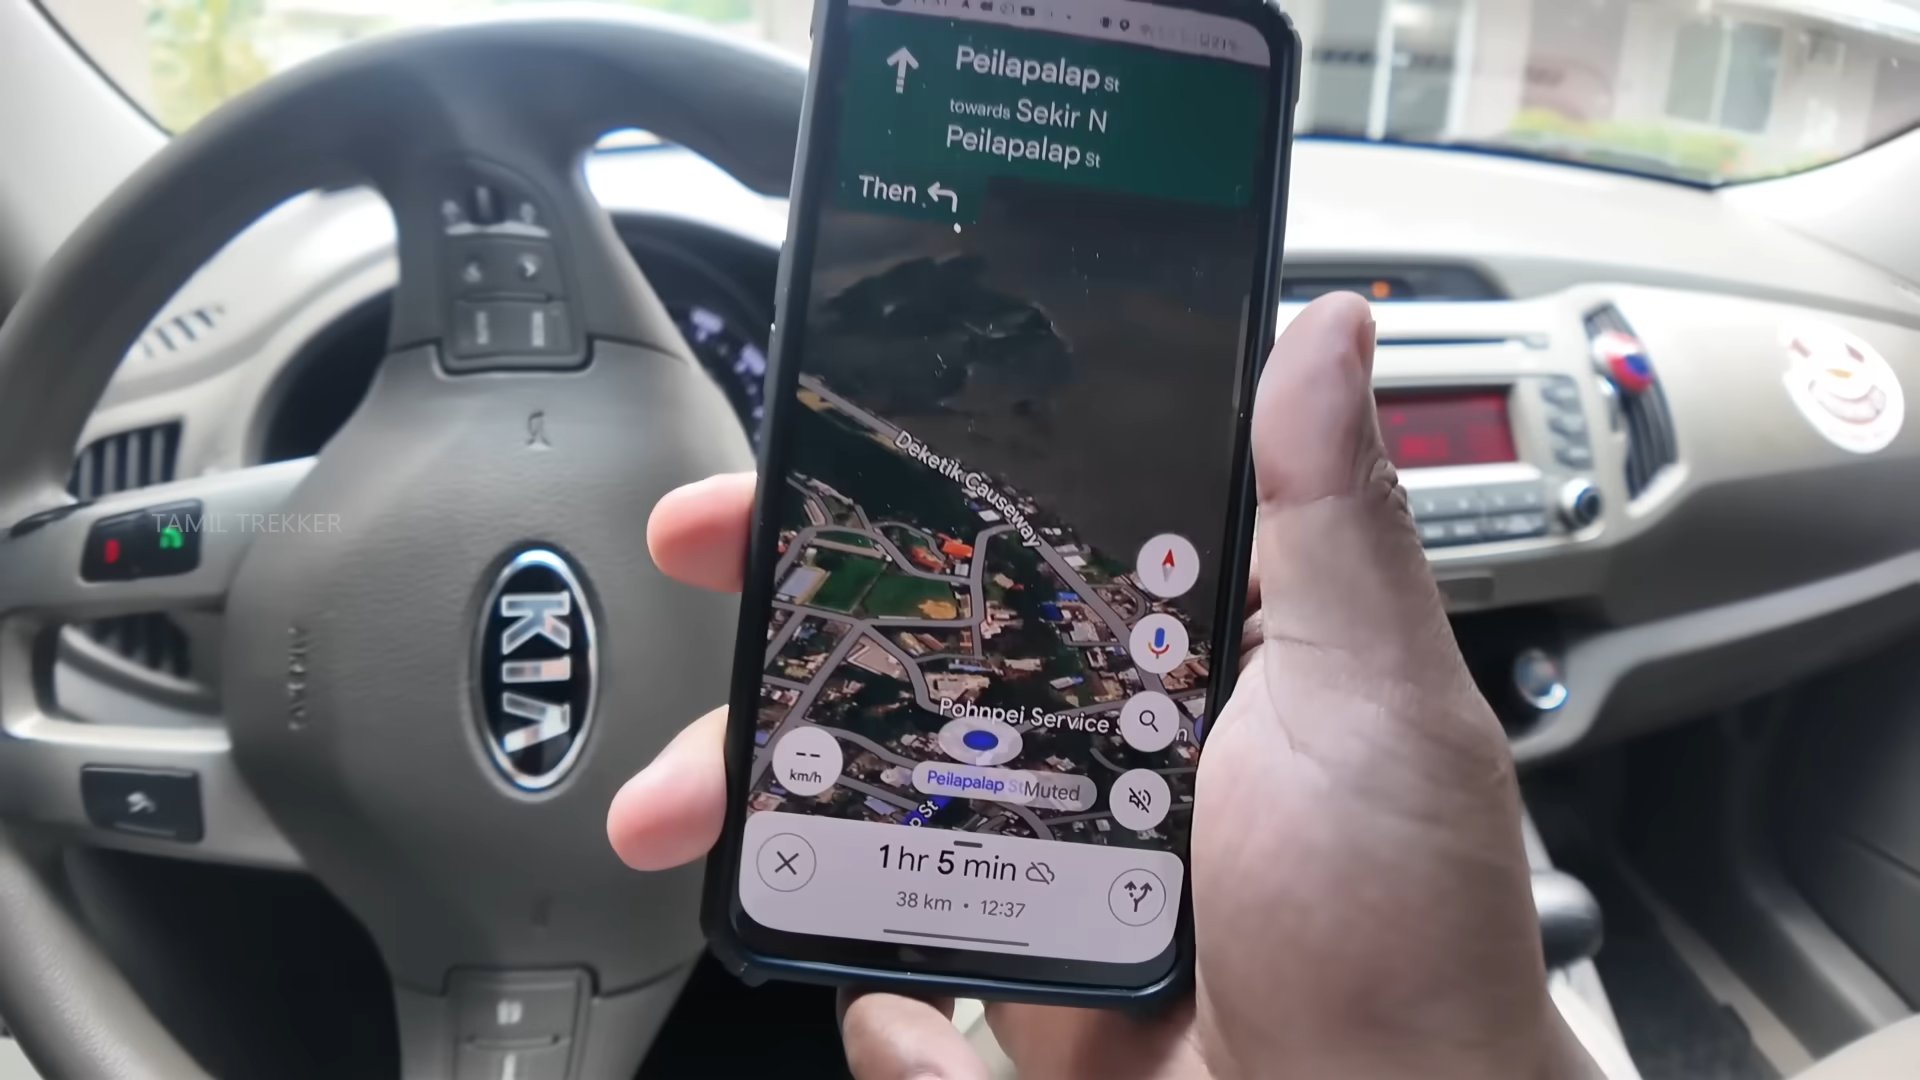 Peilapalap St
towards Sekir N
Peilapalap St
Then
Deketik Causeway
Pohnpei Service
--
km/h
Peilapalap St
Muted
St
1 hr 5 min
38 km • 12:37
TAMIL TREKKER
KIA